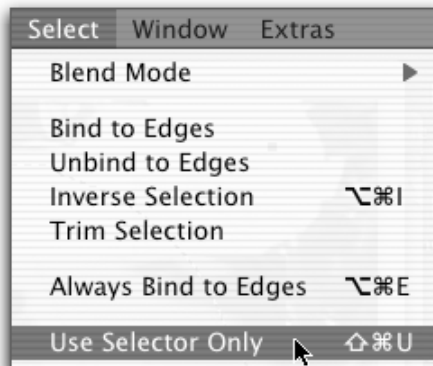 Select Window Extras
Blend Mode
Bind to Edges
Unbind to Edges
Inverse Selection ⌥⌘I
Trim Selection
Always Bind to Edges ⌥⌘E
Use Selector Only ⇧⌘U